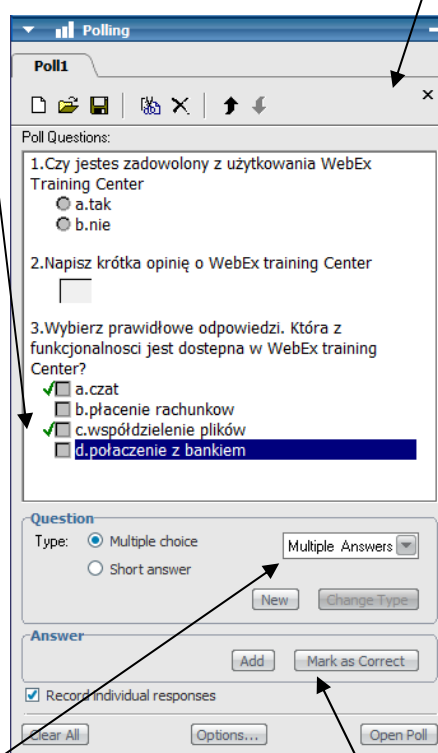 Polling
Poll1
Poll Questions:
1.Czy jestes zadowolony z użytkowania WebEx
Training Center
a.tak
b.nie
2.Napisz krótka opinię o WebEx training Center
3.Wybierz prawidłowe odpowiedzi. Która z
funkcjonalnosci jest dostepna w WebEx training
Center?
a.czat
b.płacenie rachunkow
c.współdzielenie plików
d.połaczenie z bankiem
Question
Type: Multiple choice Multiple Answers
Short answer
New Change Type
Answer
Add Mark as Correct
Record individual responses
Clear All Options... Open Poll